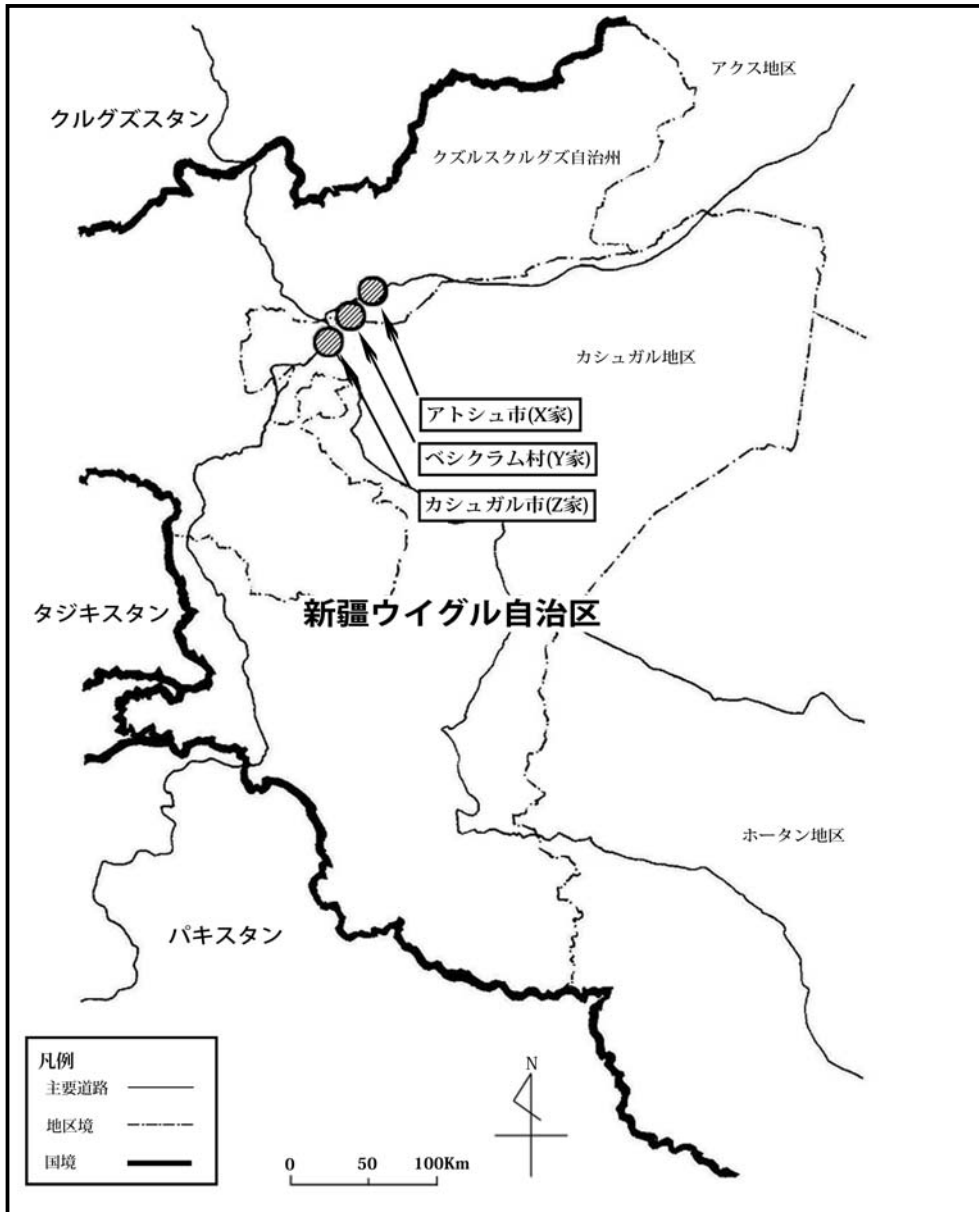 アクス地区
クルグズスタン
クズルスクルグズ自治州
カシュガル地区
アトシュ市(X家)
ベシクラム村(Y家)
カシュガル市(Z家)
タジキスタン
新疆ウイグル自治区
ホータン地区
パキスタン
凡例
主要道路
地区境
国境
N
0 50 100Km